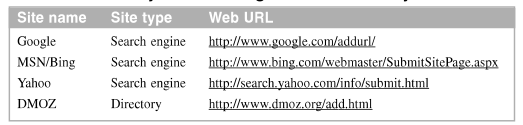 Site name Site type Web URL
Google Search engine http://www.google.com/addurl/
MSN/Bing Search engine http://www.bing.com/webmaster/SubmitSitePage.aspx
Yahoo Search engine http://search.yahoo.com/info/submit.html
DMOZ Directory http://www.dmoz.org/add.html